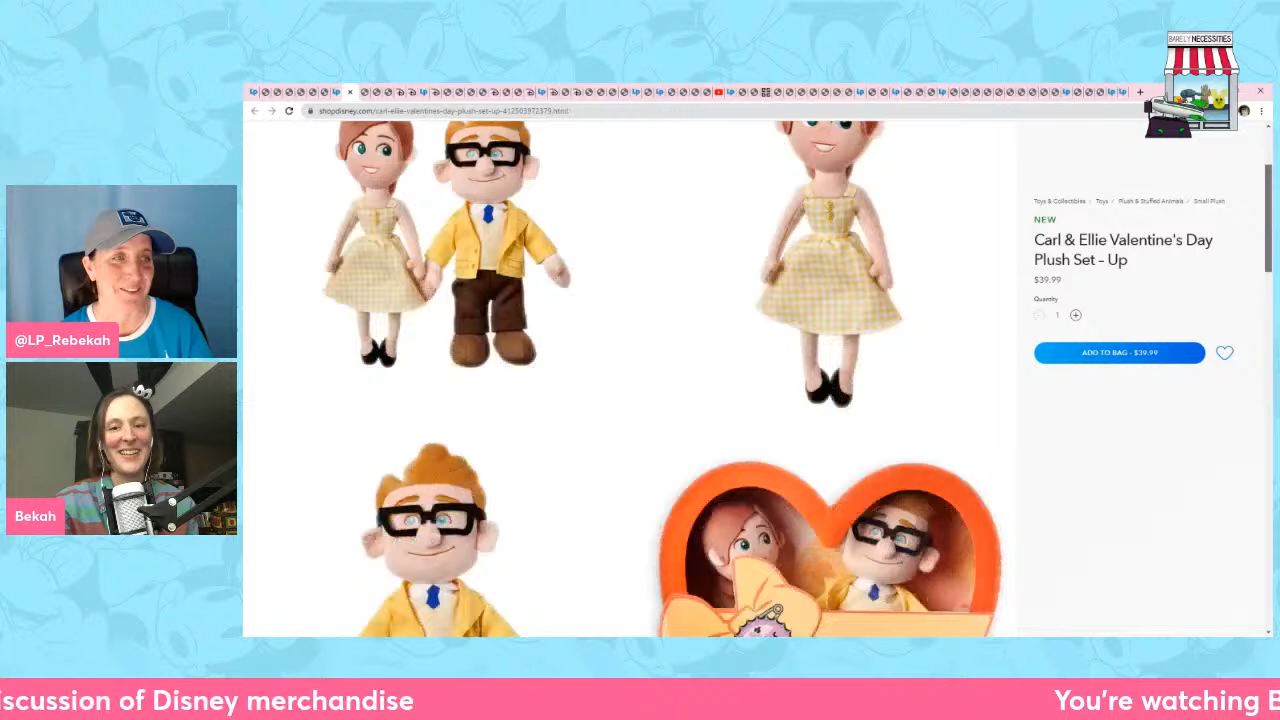 BARELY NECESSITIES
shopdisney.com/carl-ellie-valentines-day-plush-set-up-412503972379.html
Toys & Collectibles / Toys / Plush & Stuffed Animals / Small Plush
NEW
Carl & Ellie Valentine's Day
Plush Set - Up
$39.99
Quantity
1
ADD TO BAG - $39.99
@LP_Rebekah
Bekah
iscussion of Disney merchandise
You're watching B